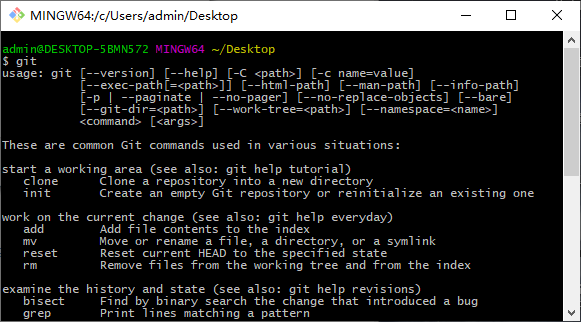 MINGW64:/c/Users/admin/Desktop
admin@DESKTOP-5BMN572 MINGW64 ~/Desktop
$ git
usage: git [--version] [--help] [-C <path>] [-c name=value]
           [--exec-path[=<path>]] [--html-path] [--man-path] [--info-path]
           [-p | --paginate | --no-pager] [--no-replace-objects] [--bare]
           [--git-dir=<path>] [--work-tree=<path>] [--namespace=<name>]
           <command> [<args>]
These are common Git commands used in various situations:
start a working area (see also: git help tutorial)
   clone      Clone a repository into a new directory
   init       Create an empty Git repository or reinitialize an existing one
work on the current change (see also: git help everyday)
   add        Add file contents to the index
   mv         Move or rename a file, a directory, or a symlink
   reset      Reset current HEAD to the specified state
   rm         Remove files from the working tree and from the index
examine the history and state (see also: git help revisions)
   bisect     Find by binary search the change that introduced a bug
   grep       Print lines matching a pattern